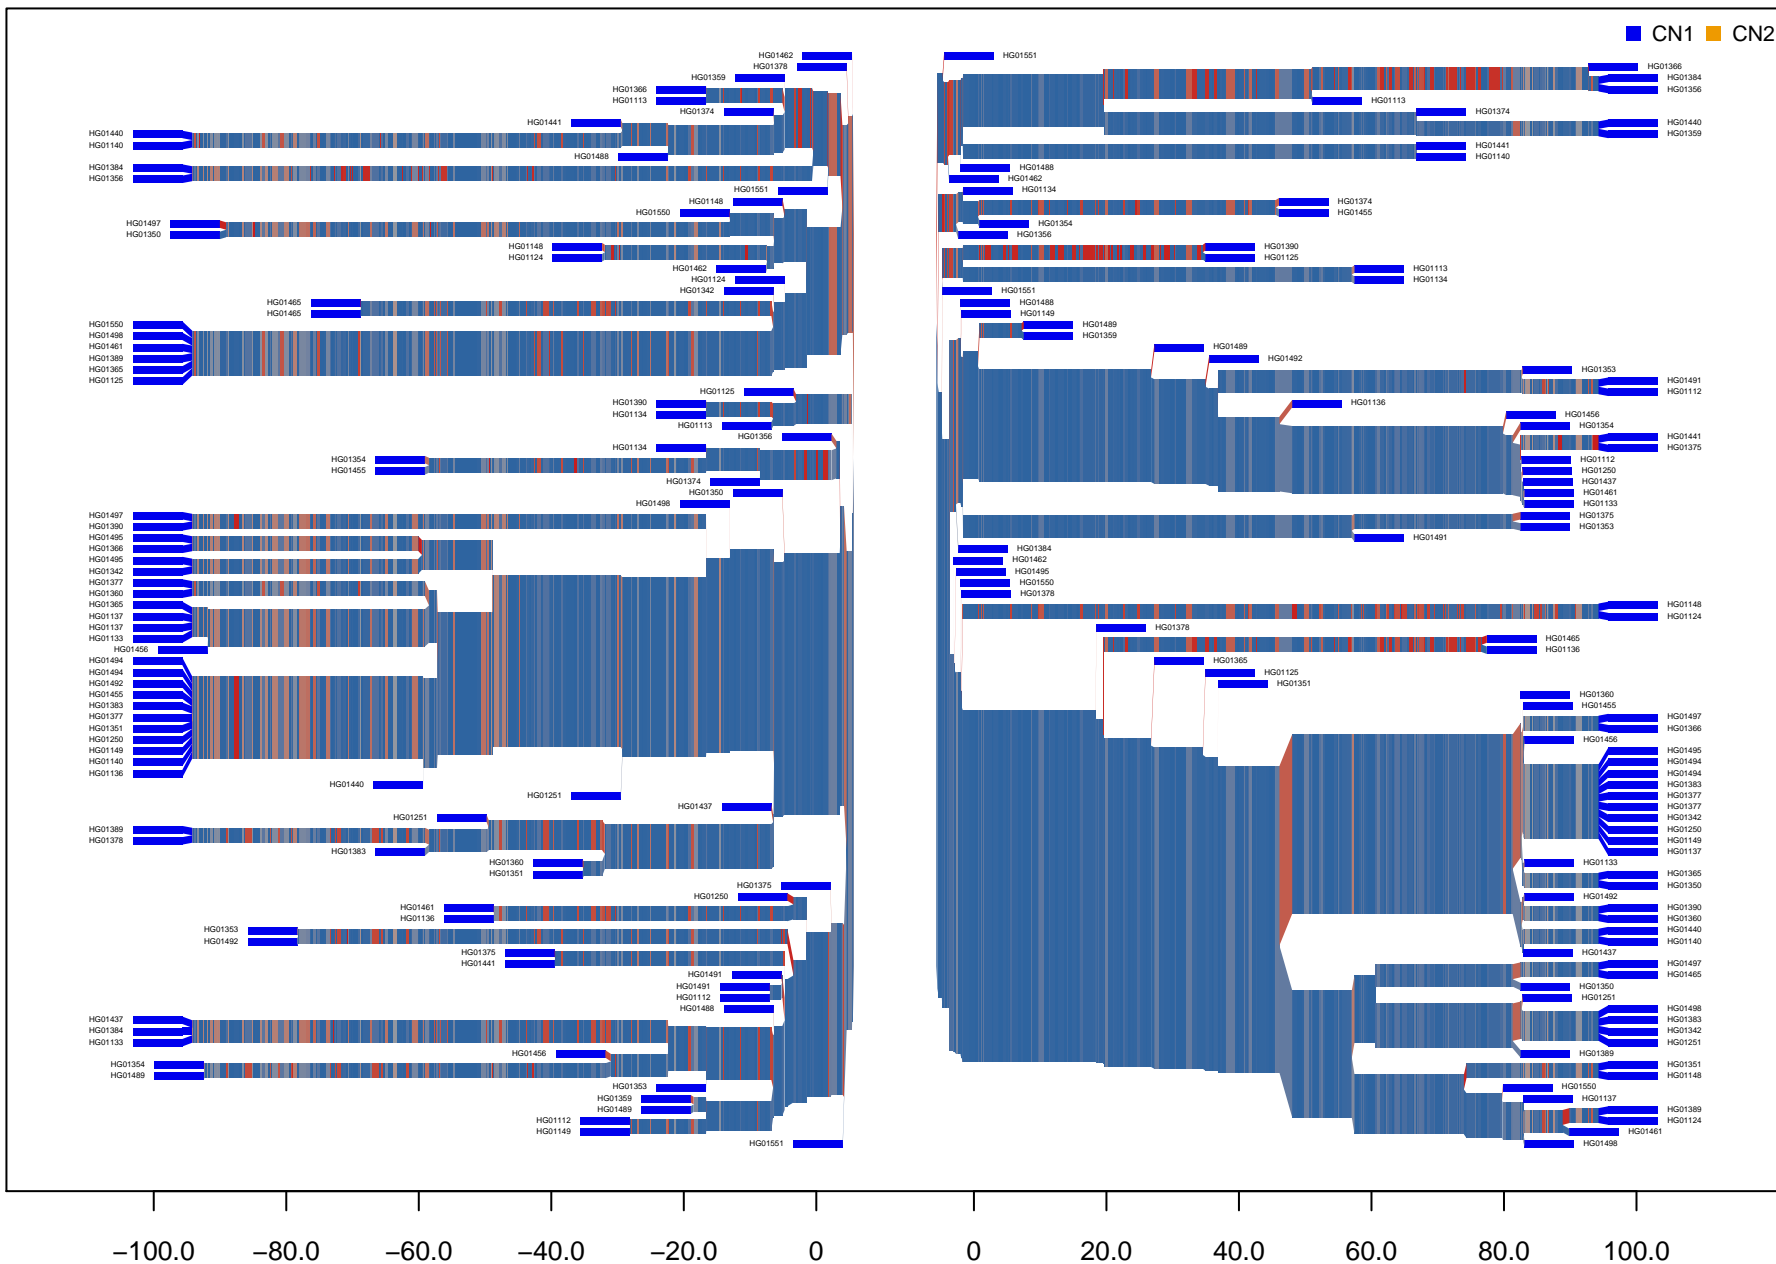 CN1 CN2
HG01462
HG01378
HG01359
HG01366
HG01113
HG01374
HG01441
HG01440
HG01140
HG01488
HG01384
HG01356
HG01551
HG01148
HG01550
HG01497
HG01350
HG01148
HG01124
HG01462
HG01124
HG01342
HG01465
HG01465
HG01550
HG01498
HG01461
HG01389
HG01365
HG01125
HG01125
HG01390
HG01134
HG01113
HG01356
HG01134
HG01354
HG01455
HG01374
HG01350
HG01498
HG01497
HG01390
HG01495
HG01366
HG01495
HG01342
HG01377
HG01360
HG01365
HG01137
HG01137
HG01133
HG01456
HG01494
HG01494
HG01492
HG01455
HG01383
HG01377
HG01351
HG01250
HG01149
HG01140
HG01136
HG01440
HG01251
HG01437
HG01251
HG01389
HG01378
HG01383
HG01360
HG01351
HG01375
HG01250
HG01461
HG01136
HG01353
HG01492
HG01375
HG01441
HG01491
HG01491
HG01112
HG01488
HG01437
HG01384
HG01133
HG01456
HG01354
HG01489
HG01353
HG01359
HG01489
HG01112
HG01149
HG01551
HG01551
HG01366
HG01384
HG01356
HG01113
HG01374
HG01440
HG01359
HG01441
HG01140
HG01488
HG01462
HG01134
HG01374
HG01455
HG01354
HG01356
HG01390
HG01125
HG01113
HG01134
HG01551
HG01488
HG01149
HG01489
HG01359
HG01489
HG01492
HG01353
HG01491
HG01112
HG01136
HG01456
HG01354
HG01441
HG01375
HG01112
HG01250
HG01437
HG01461
HG01133
HG01375
HG01353
HG01491
HG01384
HG01462
HG01495
HG01550
HG01378
HG01148
HG01124
HG01378
HG01465
HG01136
HG01365
HG01125
HG01351
HG01360
HG01455
HG01497
HG01366
HG01456
HG01495
HG01494
HG01494
HG01383
HG01377
HG01377
HG01342
HG01250
HG01149
HG01137
HG01133
HG01365
HG01350
HG01492
HG01390
HG01360
HG01440
HG01140
HG01437
HG01497
HG01465
HG01350
HG01251
HG01498
HG01383
HG01342
HG01251
HG01389
HG01351
HG01148
HG01550
HG01137
HG01389
HG01124
HG01461
HG01498
−100.0 −80.0 −60.0 −40.0 −20.0 0 0 20.0 40.0 60.0 80.0 100.0